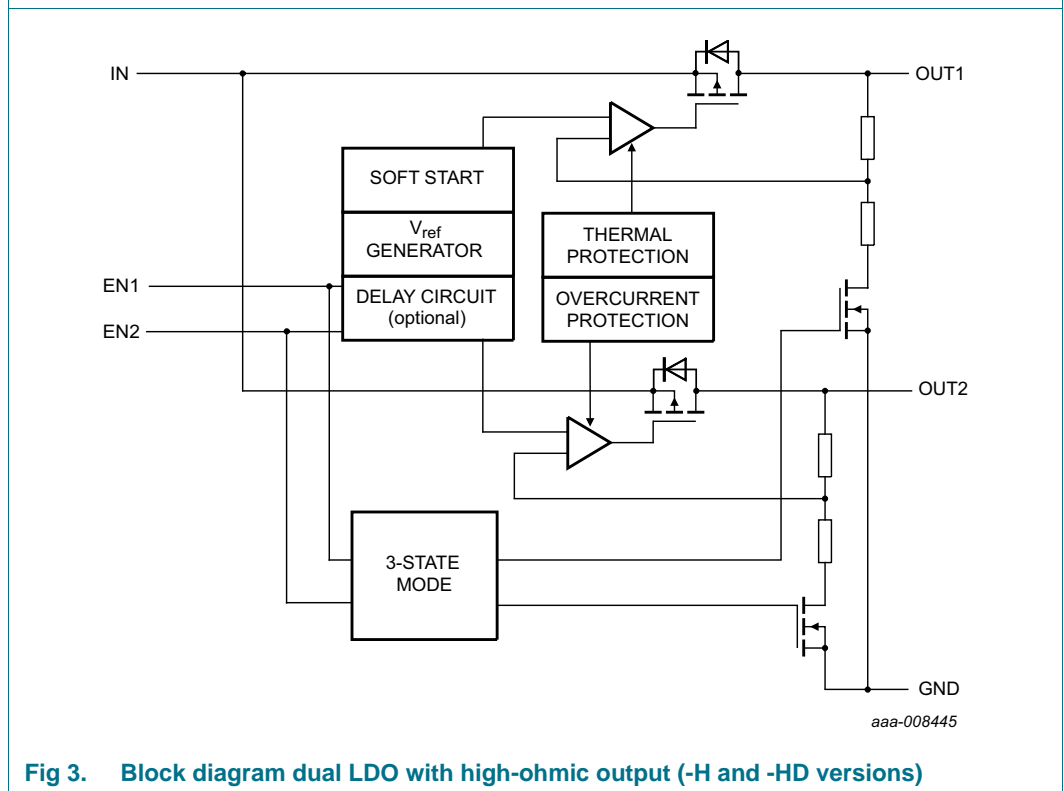 IN
OUT1
SOFT START
Vref
GENERATOR
THERMAL
PROTECTION
EN1
DELAY CIRCUIT
(optional)
OVERCURRENT
PROTECTION
EN2
OUT2
3-STATE
MODE
GND
aaa-008445
Fig 3. Block diagram dual LDO with high-ohmic output (-H and -HD versions)